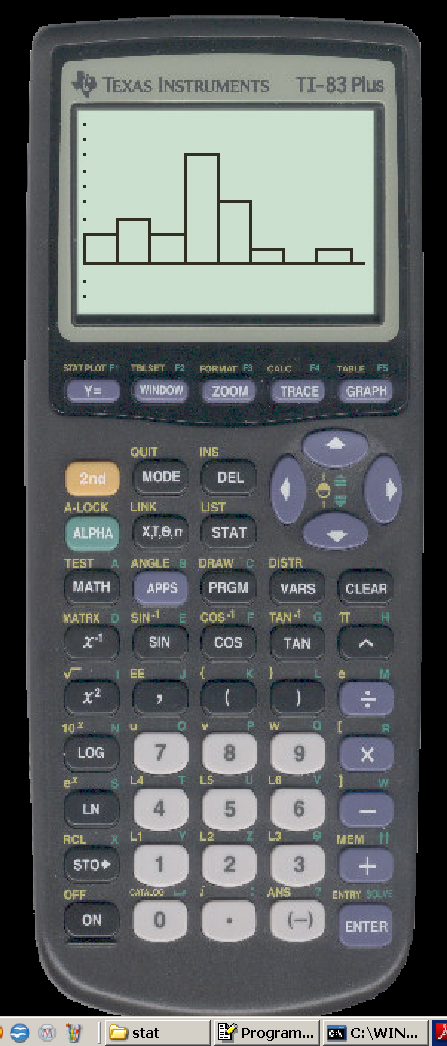 TEXAS INSTRUMENTS TI-83 Plus
STAT PLOT F1 TBLSET F2 FORMAT F3 CALC F4 TABLE F5
Y= WINDOW ZOOM TRACE GRAPH
QUIT INS
2nd MODE DEL
A-LOCK LINK LIST
ALPHA X,T,Θ,n STAT
TEST A ANGLE B DRAW C DISTR
MATH APPS PRGM VARS CLEAR
MATRX D SIN-1 E COS-1 F TAN-1 G π H
x-1 SIN COS TAN ^
√ I EE J { K } L e M
x² , ( ) ÷
10x N u O v P w Q [ R
LOG 7 8 9 ×
ex S L4 T L5 U L6 V ] W
LN 4 5 6 −
RCL X L1 Y L2 Z L3 θ MEM "
STO➧ 1 2 3 +
OFF CATALOG i : ANS ? ENTRY SOLVE
ON 0 . (−) ENTER
stat Program... C:\WIN...